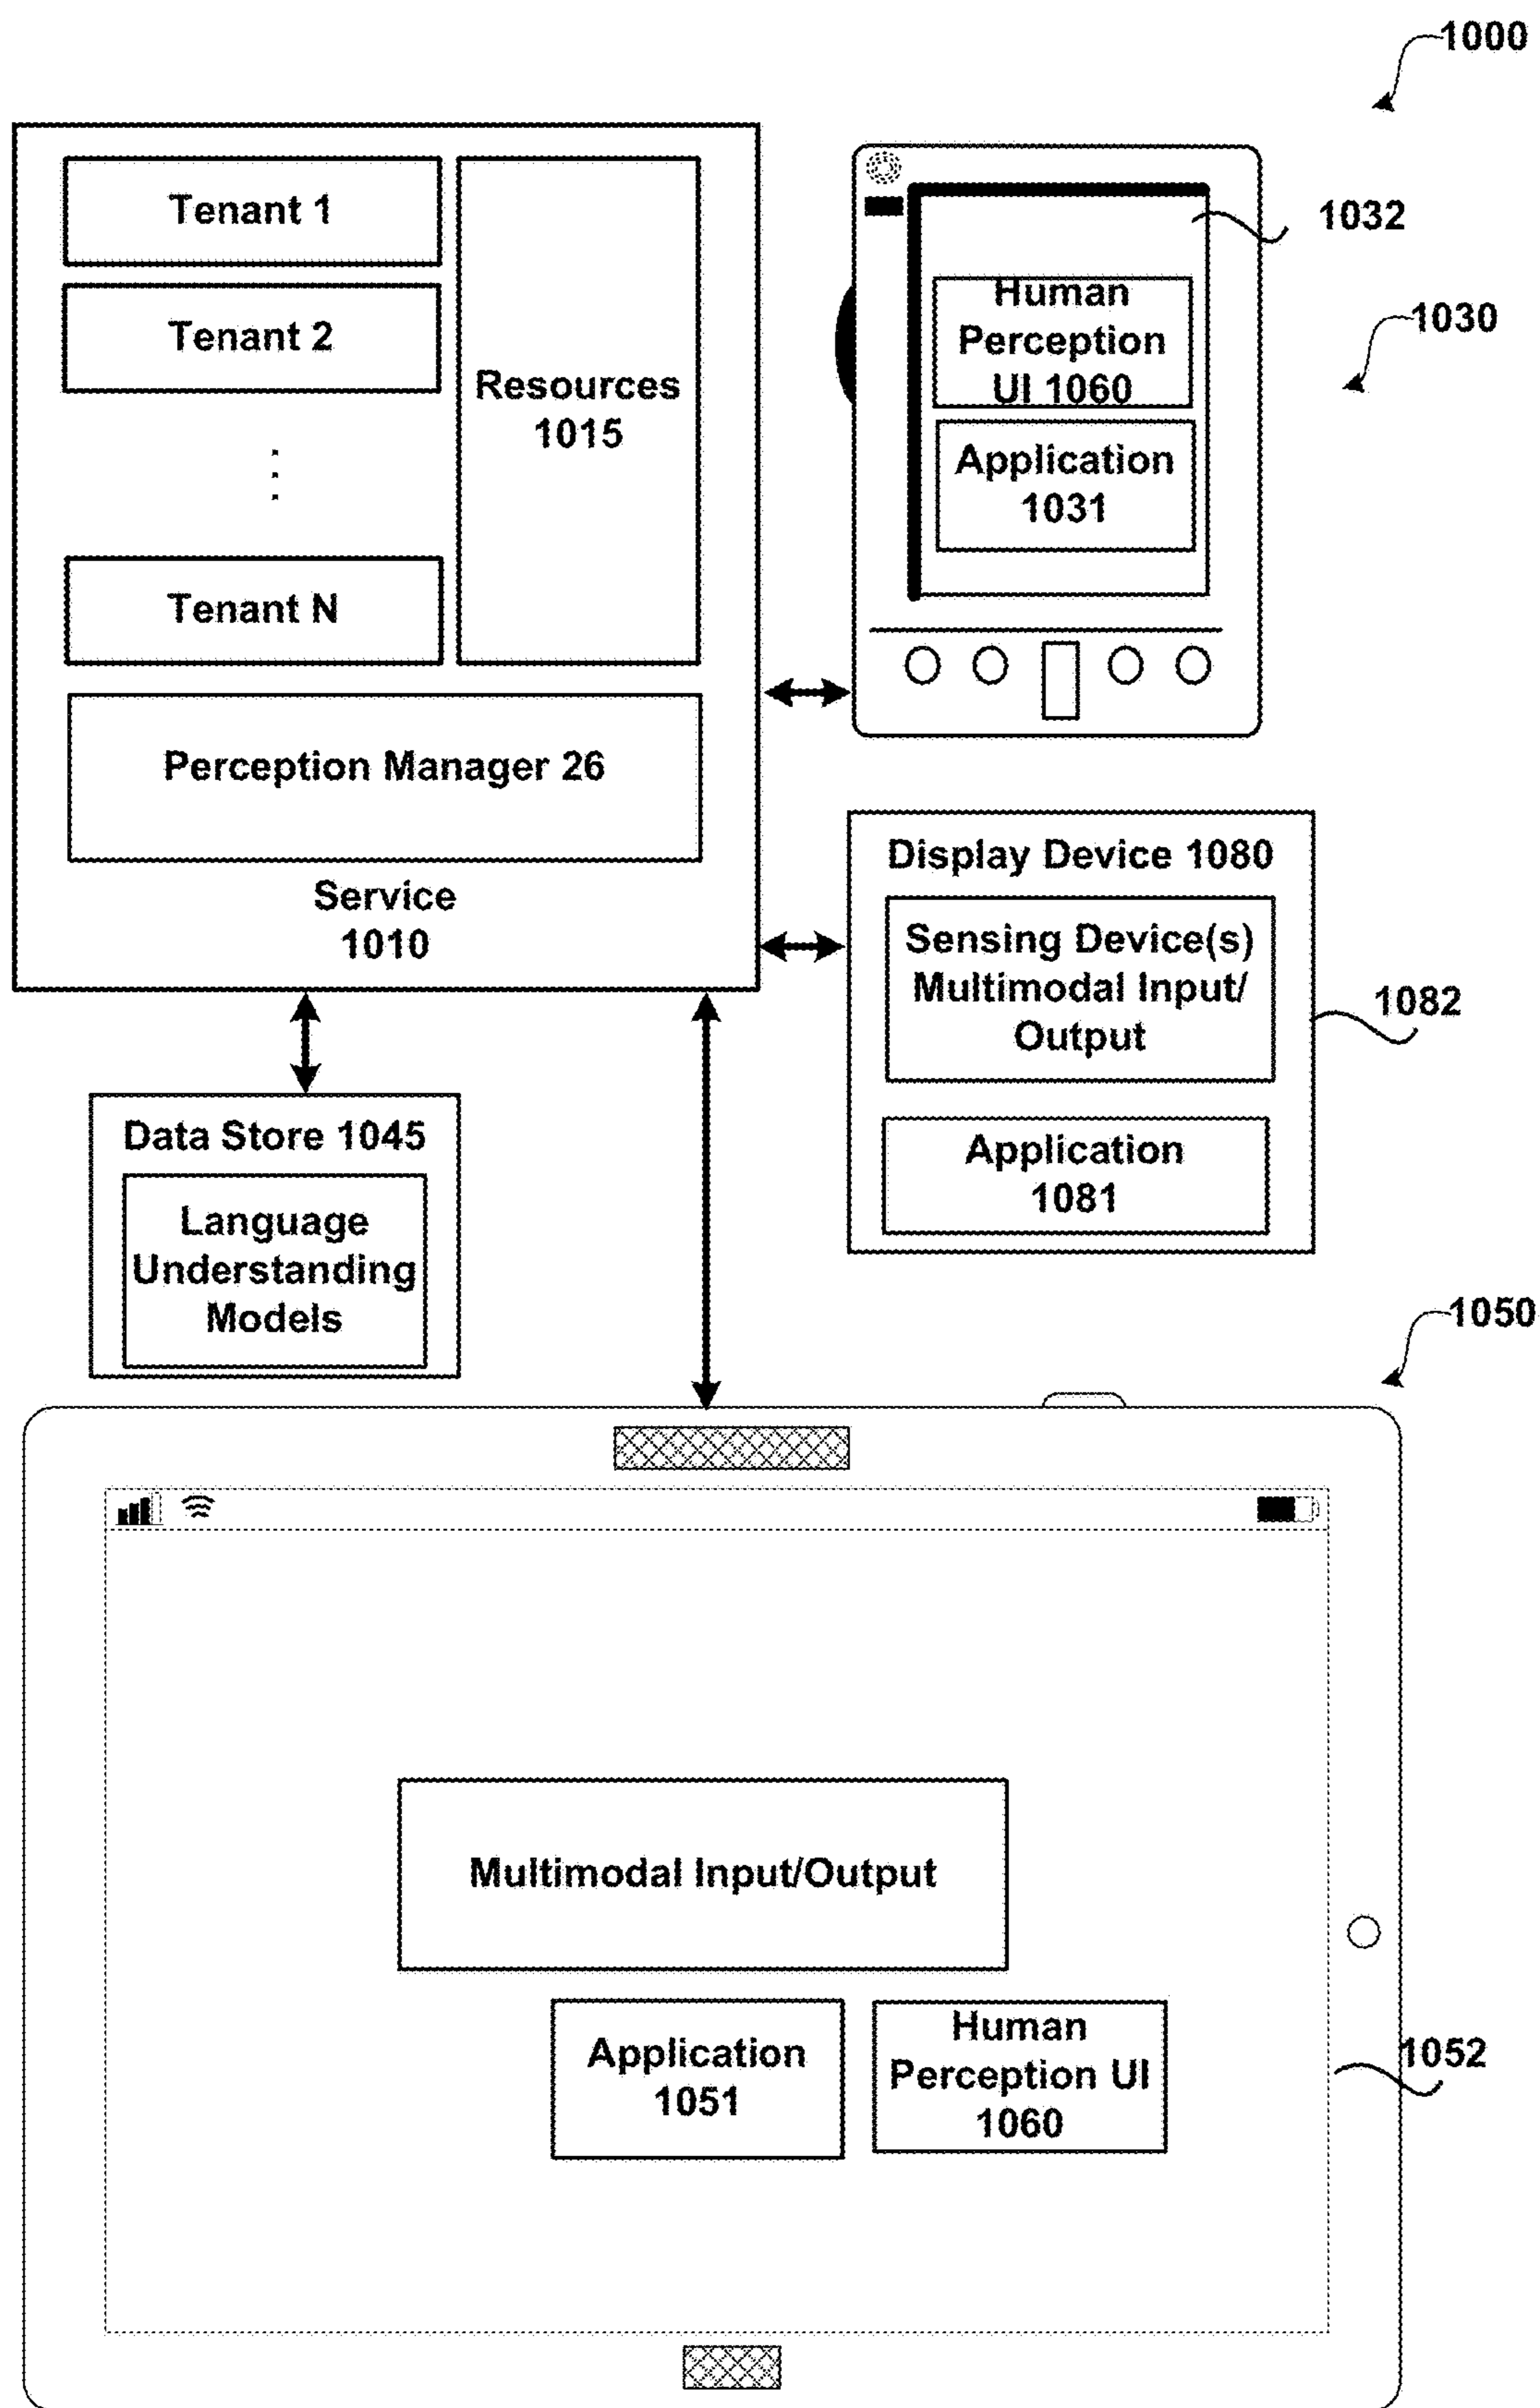 1000
Tenant 1
Tenant 2
Tenant N
Resources
1015
Perception Manager 26
Service
1010
1032
1030
Human
Perception
UI 1060
Application
1031
Display Device 1080
Sensing Device(s)
Multimodal Input/
Output
1082
Application
1081
Data Store 1045
Language
Understanding
Models
1050
Multimodal Input/Output
Application
1051
Human
Perception UI
1060
1052